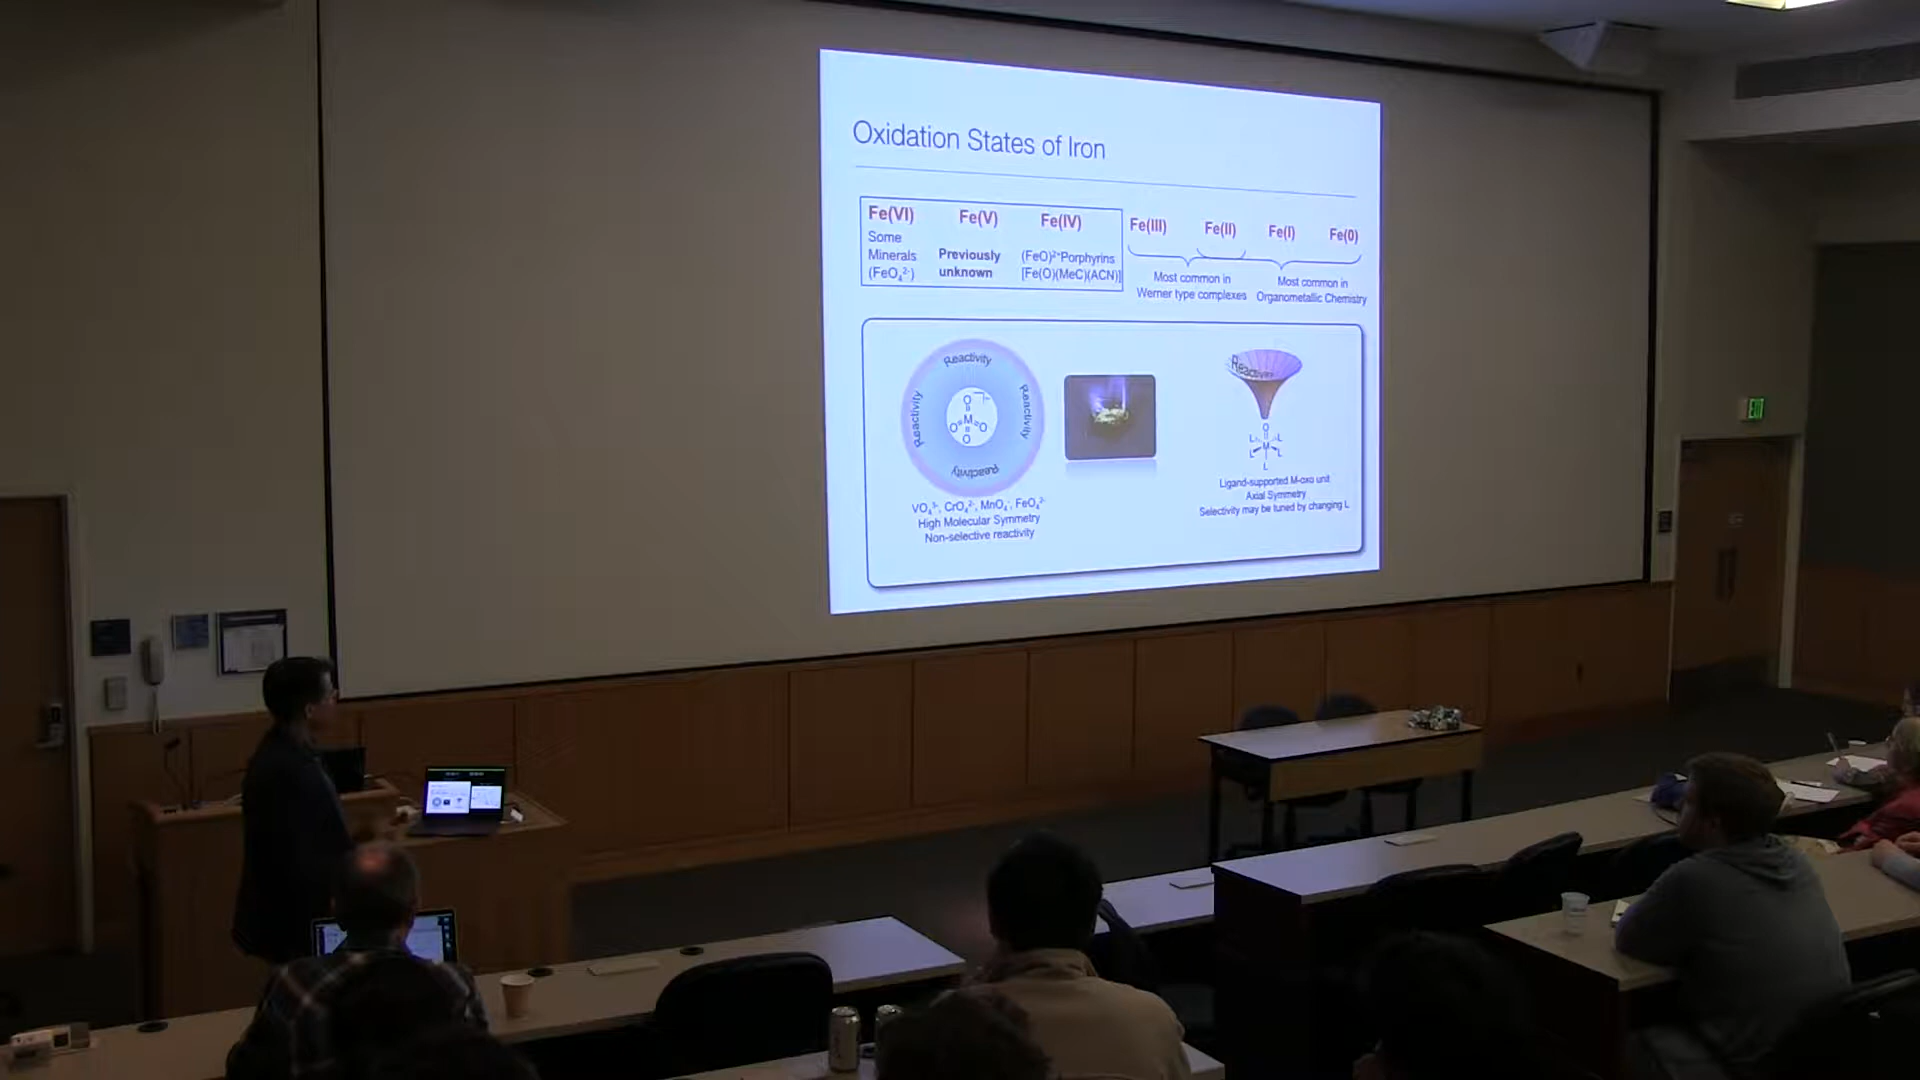 Oxidation States of Iron
Fe(VI) Fe(V) Fe(IV) Fe(III) Fe(II) Fe(I) Fe(0)
Some
Minerals
(FeO₄²⁻)
Previously
unknown
(FeO)²⁺Porphyrins
[Fe(O)(MeC)(ACN)]
Most common in
Werner type complexes
Most common in
Organometallic Chemistry
Reactivity
Reactivity
Reactivity
Reactivity
O
O M O
O
VO₄³⁻, CrO₄²⁻, MnO₄⁻, FeO₄²⁻
High Molecular Symmetry
Non-selective reactivity
Reactivity
O
L L
M
L L
L
Ligand-supported M-oxo unit
Axial Symmetry
Selectivity may be tuned by changing L
EXIT